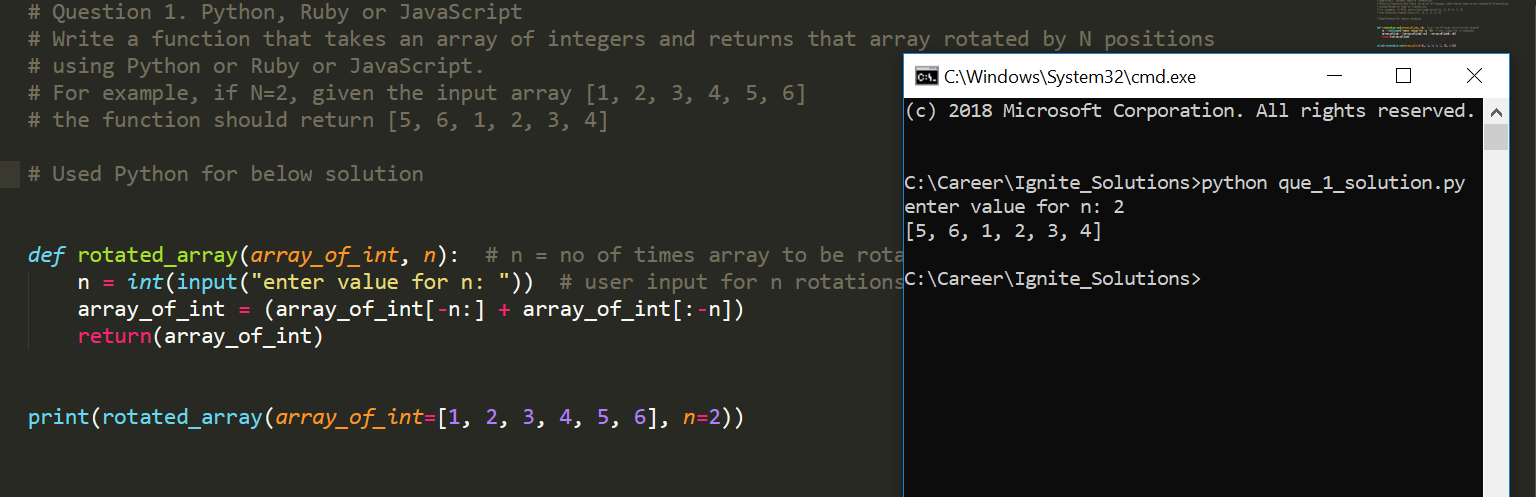 # Question 1. Python, Ruby or JavaScript
# Write a function that takes an array of integers and returns that array rotated by N positions
# using Python or Ruby or JavaScript.
# For example, if N=2, given the input array [1, 2, 3, 4, 5, 6]
# the function should return [5, 6, 1, 2, 3, 4]
# Used Python for below solution
def rotated_array(array_of_int, n):  # n = no of times array to be
    n = int(input("enter value for n: "))  # user input for n rotations
    array_of_int = (array_of_int[-n:] + array_of_int[:-n])
    return(array_of_int)
print(rotated_array(array_of_int=[1, 2, 3, 4, 5, 6], n=2))
C:\Windows\System32\cmd.exe
(c) 2018 Microsoft Corporation. All rights reserved.
C:\Career\Ignite_Solutions>python que_1_solution.py
enter value for n: 2
[5, 6, 1, 2, 3, 4]
C:\Career\Ignite_Solutions>